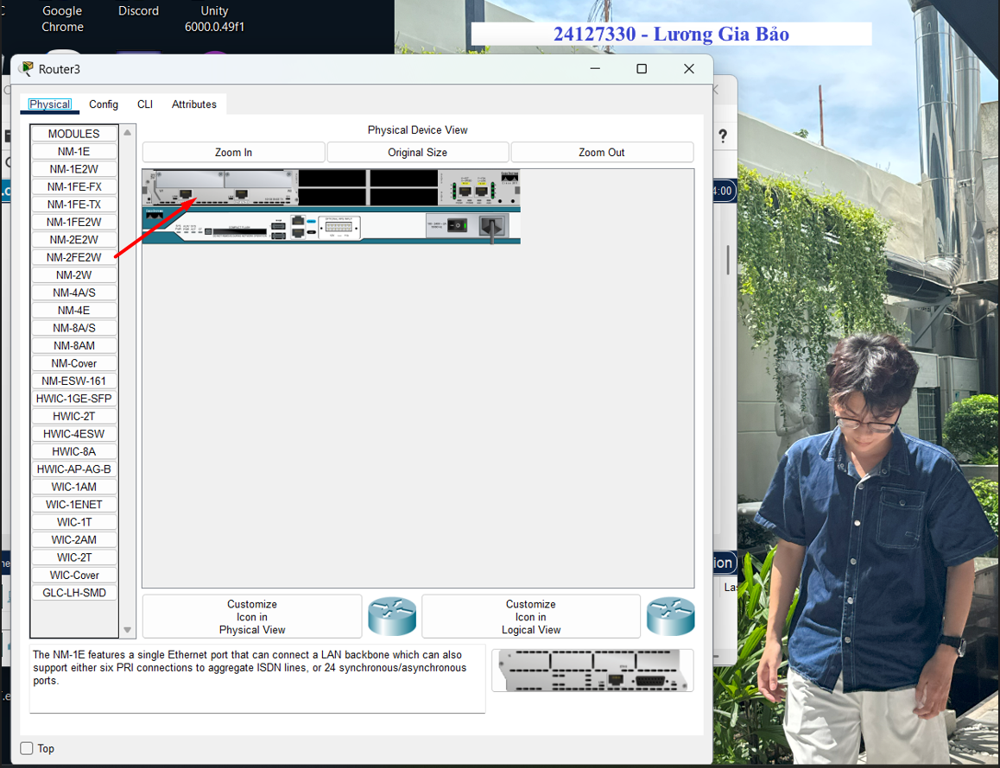 Google
Chrome
Discord
Unity
6000.0.49f1
24127330 - Lương Gia Bảo
Router3
Physical
Config
CLI
Attributes
MODULES
NM-1E
NM-1E2W
NM-1FE-FX
NM-1FE-TX
NM-1FE2W
NM-2E2W
NM-2FE2W
NM-2W
NM-4A/S
NM-4E
NM-8A/S
NM-8AM
NM-Cover
NM-ESW-161
HWIC-1GE-SFP
HWIC-2T
HWIC-4ESW
HWIC-8A
HWIC-AP-AG-B
WIC-1AM
WIC-1ENET
WIC-1T
WIC-2AM
WIC-2T
WIC-Cover
GLC-LH-SMD
Physical Device View
Zoom In
Original Size
Zoom Out
Customize
Icon in
Physical View
Customize
Icon in
Logical View
The NM-1E features a single Ethernet port that can connect a LAN backbone which can also
support either six PRI connections to aggregate ISDN lines, or 24 synchronous/asynchronous
ports.
Top
?
4:00
ion
Las